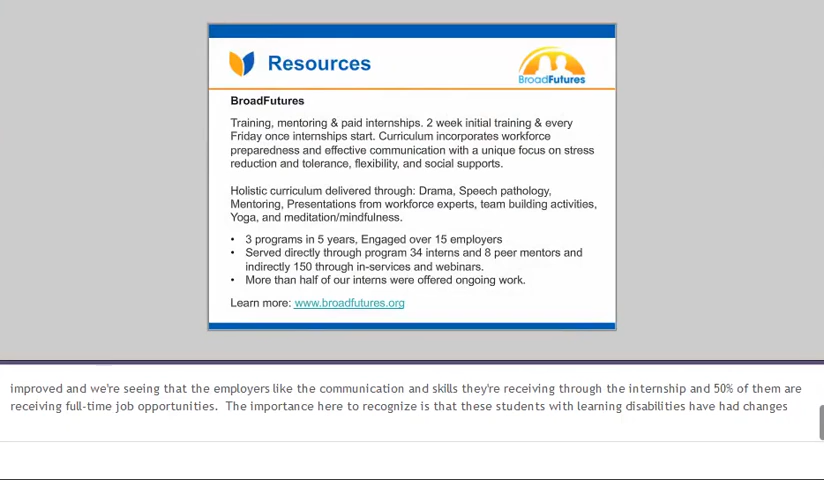 Resources
BroadFutures
BroadFutures
Training, mentoring & paid internships. 2 week initial training & every
Friday once internships start. Curriculum incorporates workforce
preparedness and effective communication with a unique focus on stress
reduction and tolerance, flexibility, and social supports.
Holistic curriculum delivered through: Drama, Speech pathology,
Mentoring, Presentations from workforce experts, team building activities,
Yoga, and meditation/mindfulness.
• 3 programs in 5 years, Engaged over 15 employers
• Served directly through program 34 interns and 8 peer mentors and
indirectly 150 through in-services and webinars.
• More than half of our interns were offered ongoing work.
Learn more: www.broadfutures.org
improved and we're seeing that the employers like the communication and skills they're receiving through the internship and 50% of them are
receiving full-time job opportunities.  The importance here to recognize is that these students with learning disabilities have had changes